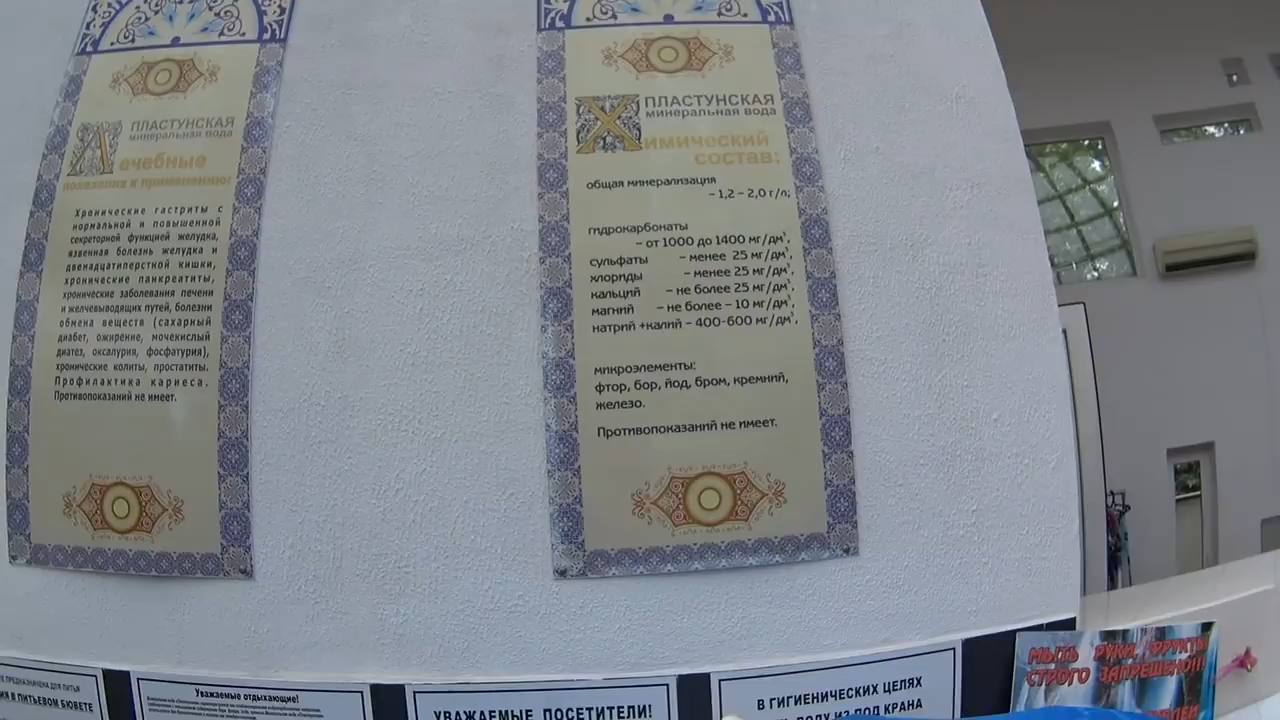 ПЛАСТУНСКАЯ
минеральная вода
Лечебные
показания к применению:
Хронические гастриты с
нормальной и повышенной
секреторной функцией желудка,
язвенная болезнь желудка и
двенадцатиперстной кишки,
хронические панкреатиты,
хронические заболевания печени
и желчевыводящих путей, болезни
обмена веществ (сахарный
диабет, ожирение, мочекислый
диатез, оксалурия, фосфатурия),
хронические колиты, простатиты.
Профилактика кариеса.
Противопоказаний не имеет.
ПЛАСТУНСКАЯ
минеральная вода
Химический
состав:
общая минерализация
– 1,2 – 2,0 г/л;
гидрокарбонаты
– от 1000 до 1400 мг/дм³,
сульфаты – менее 25 мг/дм³,
хлориды – менее 25 мг/дм³,
кальций – не более 25 мг/дм³,
магний – не более – 10 мг/дм³,
натрий +калий – 400-600 мг/дм³,
микроэлементы:
фтор, бор, йод, бром, кремний,
железо.
Противопоказаний не имеет.
ПРЕДНАЗНАЧЕНА ДЛЯ ПИТЬЯ
В ПИТЬЕВОМ БЮВЕТЕ
Уважаемые отдыхающие!
УВАЖАЕМЫЕ ПОСЕТИТЕЛИ!
В ГИГИЕНИЧЕСКИХ ЦЕЛЯХ
ВОДУ ИЗ ПОД КРАНА
МЫТЬ РУКИ, ФРУКТЫ
СТРОГО ЗАПРЕЩЕНО!!!